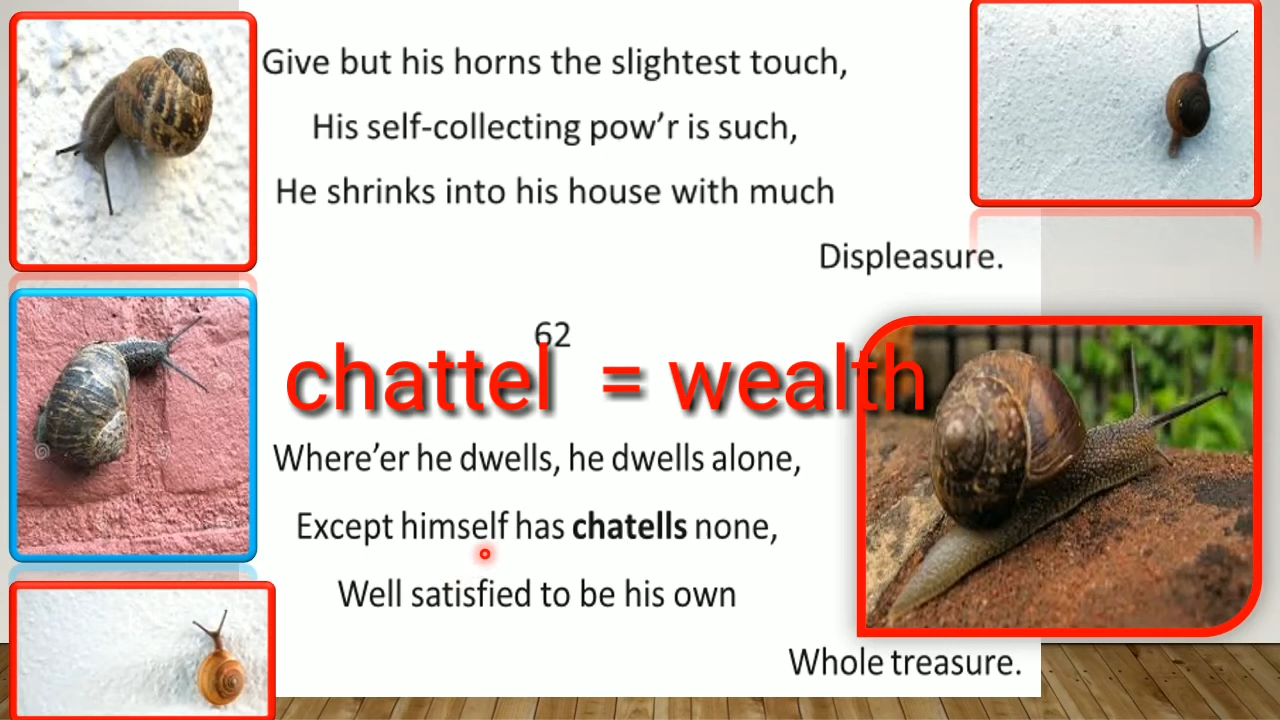 Give but his horns the slightest touch,
His self-collecting pow’r is such,
He shrinks into his house with much
Displeasure.
62
chattel = wealth
Where’er he dwells, he dwells alone,
Except himself has chatells none,
Well satisfied to be his own
Whole treasure.